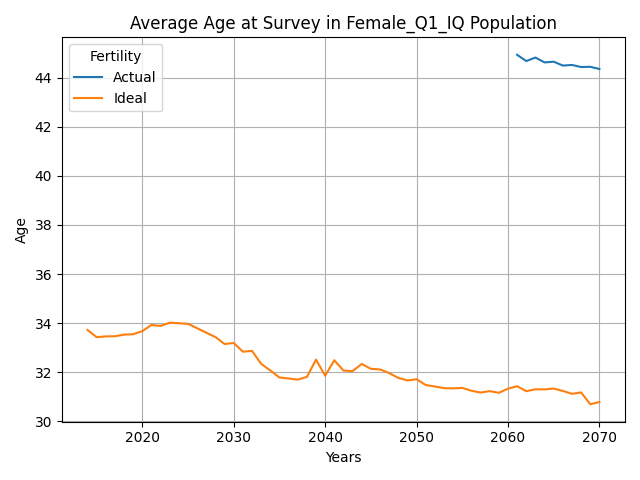 Average Age at Survey in Female_Q1_IQ Population
Fertility
Actual
Ideal
44
42
40
38
36
34
32
30
Age
2020
2030
2040
2050
2060
2070
Years